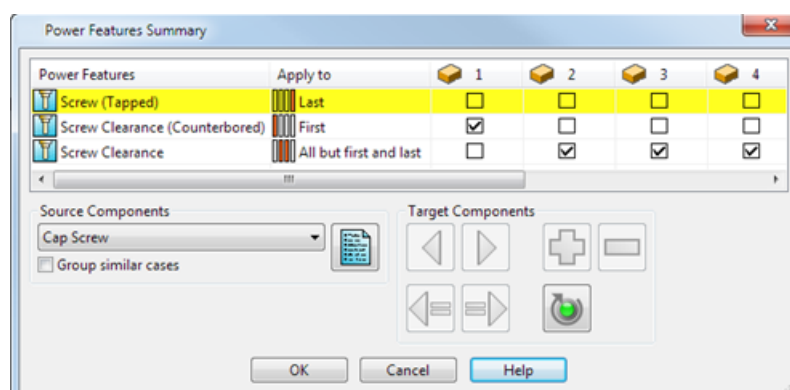 Power Features Summary
Power Features Apply to 1 2 3 4
Screw (Tapped) Last
Screw Clearance (Counterbored) First
Screw Clearance All but first and last
Source Components Target Components
Cap Screw
Group similar cases
OK Cancel Help